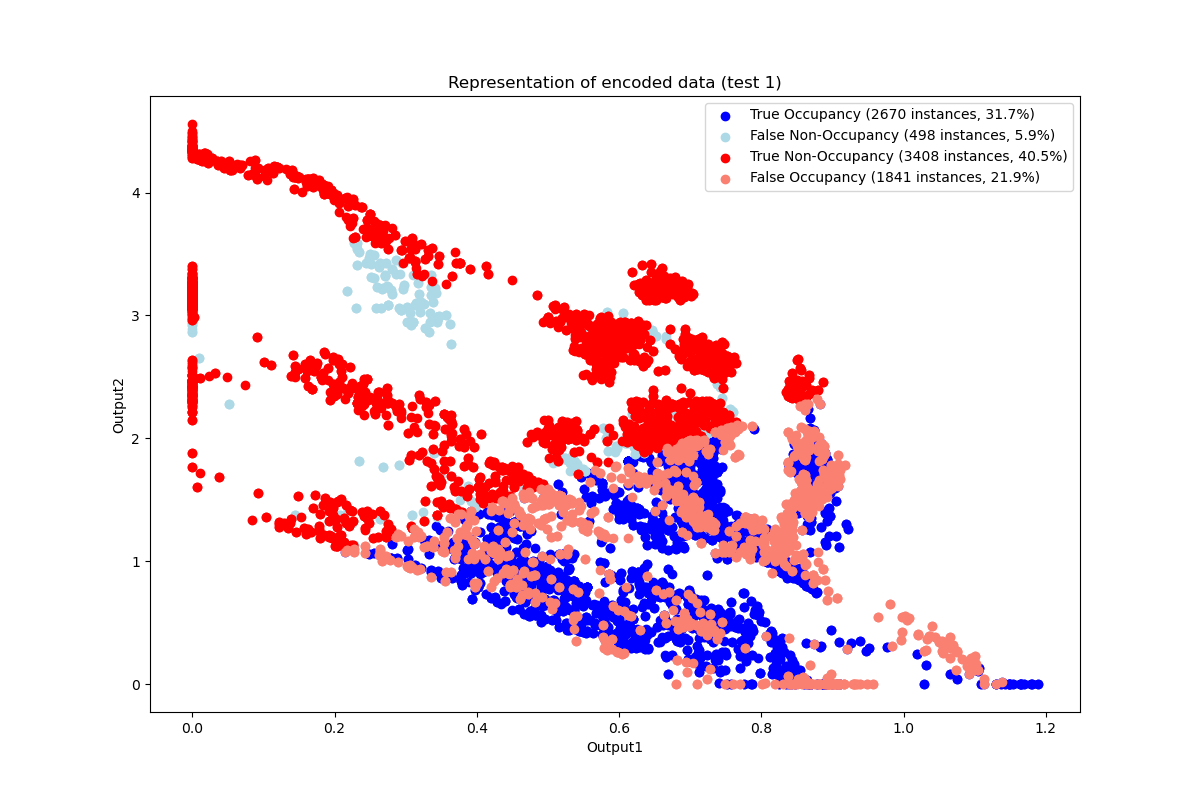 Representation of encoded data (test 1)
True Occupancy (2670 instances, 31.7%)
False Non-Occupancy (498 instances, 5.9%)
True Non-Occupancy (3408 instances, 40.5%)
False Occupancy (1841 instances, 21.9%)
Output2
4
3
2
1
0
0.0 0.2 0.4 0.6 0.8 1.0 1.2
Output1